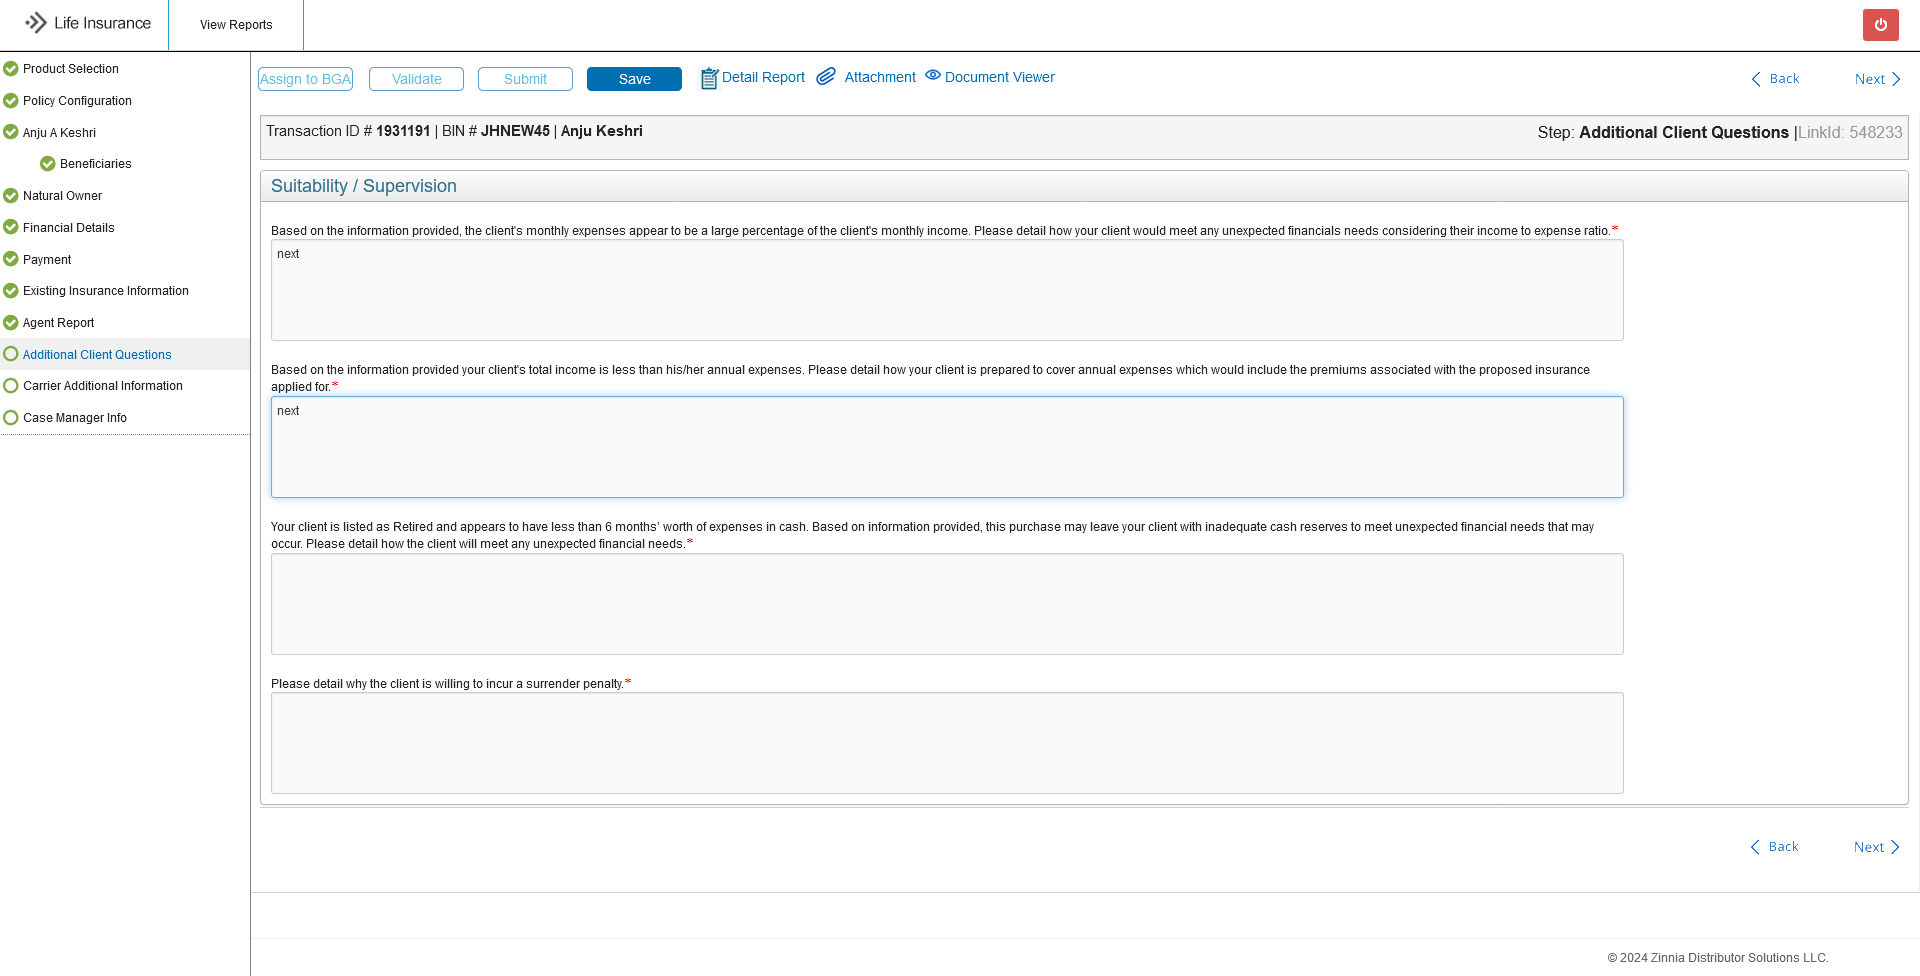 Life Insurance
View Reports
Product Selection
Policy Configuration
Anju A Keshri
Beneficiaries
Natural Owner
Financial Details
Payment
Existing Insurance Information
Agent Report
Additional Client Questions
Carrier Additional Information
Case Manager Info
Assign to BGA Validate Submit Save Detail Report Attachment Document Viewer Back Next
Transaction ID # 1931191 | BIN # JHNEW45 | Anju Keshri
Step: Additional Client Questions |LinkId: 548233
Suitability / Supervision
Based on the information provided, the client's monthly expenses appear to be a large percentage of the client's monthly income. Please detail how your client would meet any unexpected financials needs considering their income to expense ratio.*
next
Based on the information provided your client's total income is less than his/her annual expenses. Please detail how your client is prepared to cover annual expenses which would include the premiums associated with the proposed insurance
applied for.*
next
Your client is listed as Retired and appears to have less than 6 months' worth of expenses in cash. Based on information provided, this purchase may leave your client with inadequate cash reserves to meet unexpected financial needs that may
occur. Please detail how the client will meet any unexpected financial needs.*
Please detail why the client is willing to incur a surrender penalty.*
Back Next
© 2024 Zinnia Distributor Solutions LLC.